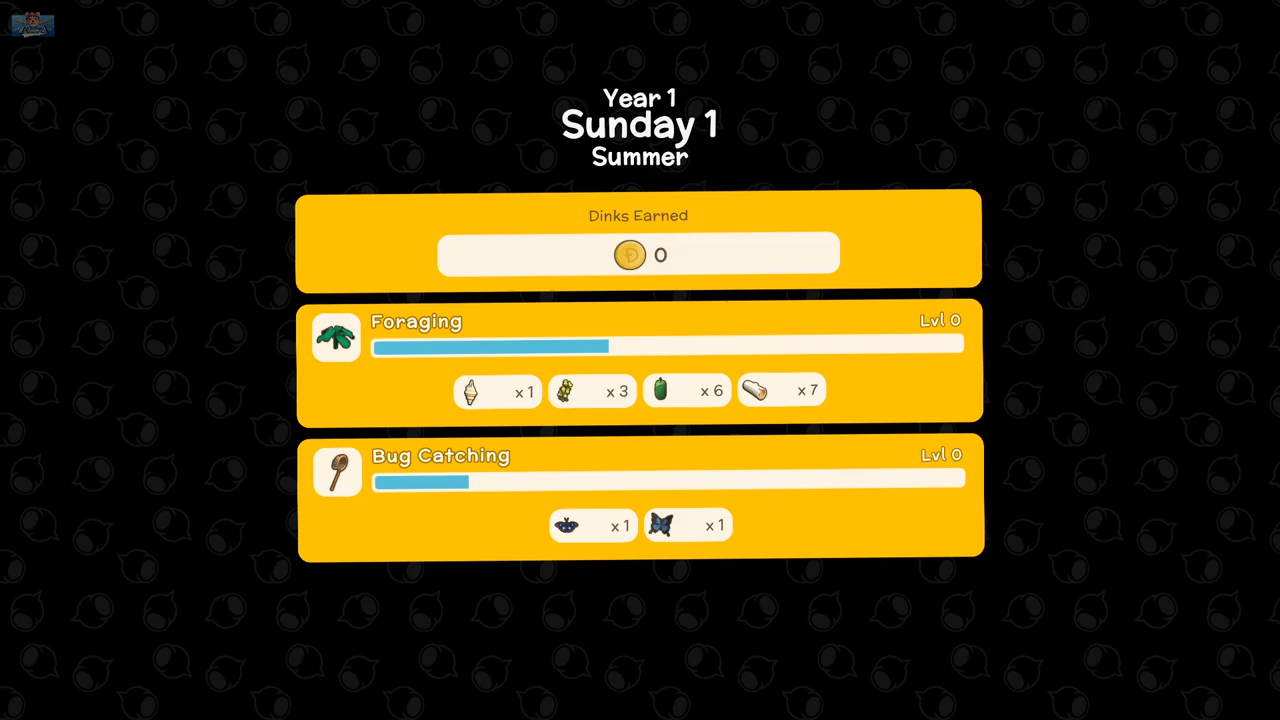 Year 1
Sunday 1
Summer
Dinks Earned
0
Foraging
Lvl 0
x 1
x 3
x 6
x 7
Bug Catching
Lvl 0
x 1
x 1